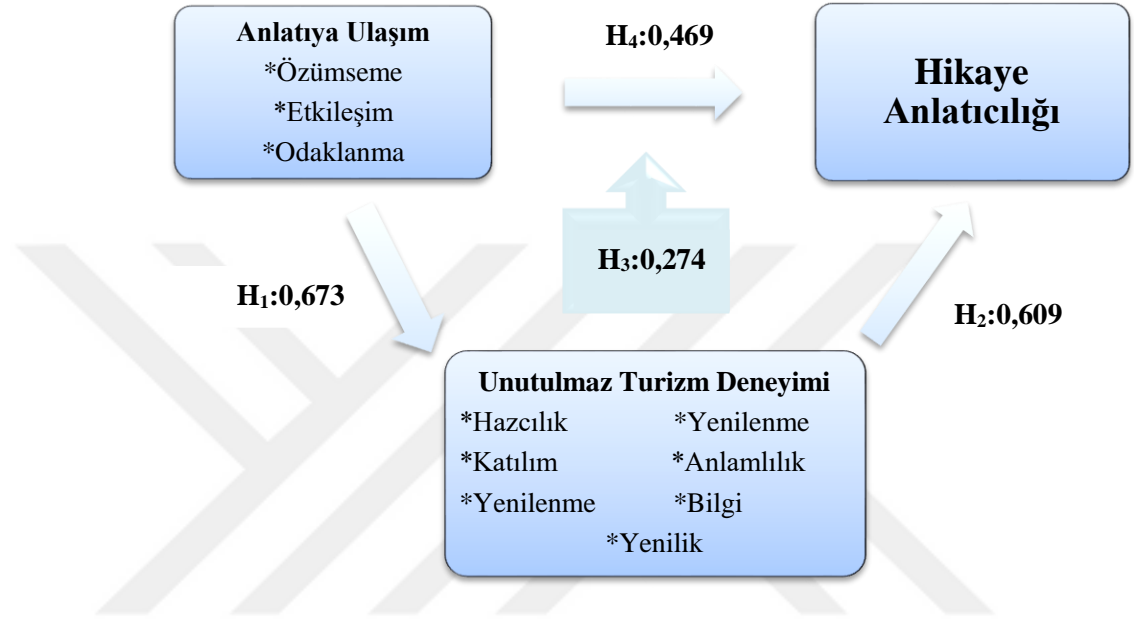 Anlatıya Ulaşım
*Özümseme
*Etkileşim
*Odaklanma
H₄:0,469
Hikaye
Anlatıcılığı
H₃:0,274
H₁:0,673
H₂:0,609
Unutulmaz Turizm Deneyimi
*Hazcılık *Yenilenme
*Katılım *Anlamlılık
*Yenilenme *Bilgi
*Yenilik